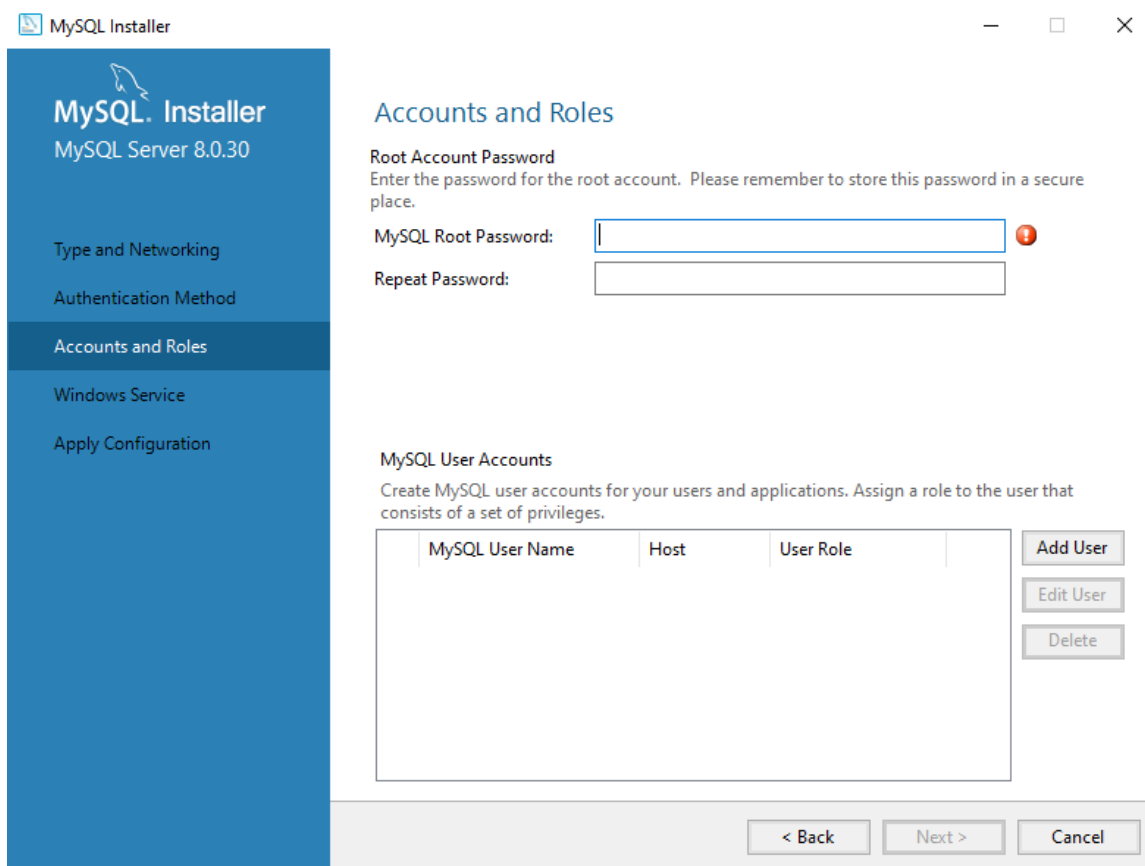 MySQL Installer
MySQL. Installer
MySQL Server 8.0.30
Type and Networking
Authentication Method
Accounts and Roles
Windows Service
Apply Configuration
Accounts and Roles
Root Account Password
Enter the password for the root account. Please remember to store this password in a secure
place.
MySQL Root Password:
Repeat Password:
MySQL User Accounts
Create MySQL user accounts for your users and applications. Assign a role to the user that
consists of a set of privileges.
MySQL User Name Host User Role
Add User
Edit User
Delete
< Back Next > Cancel